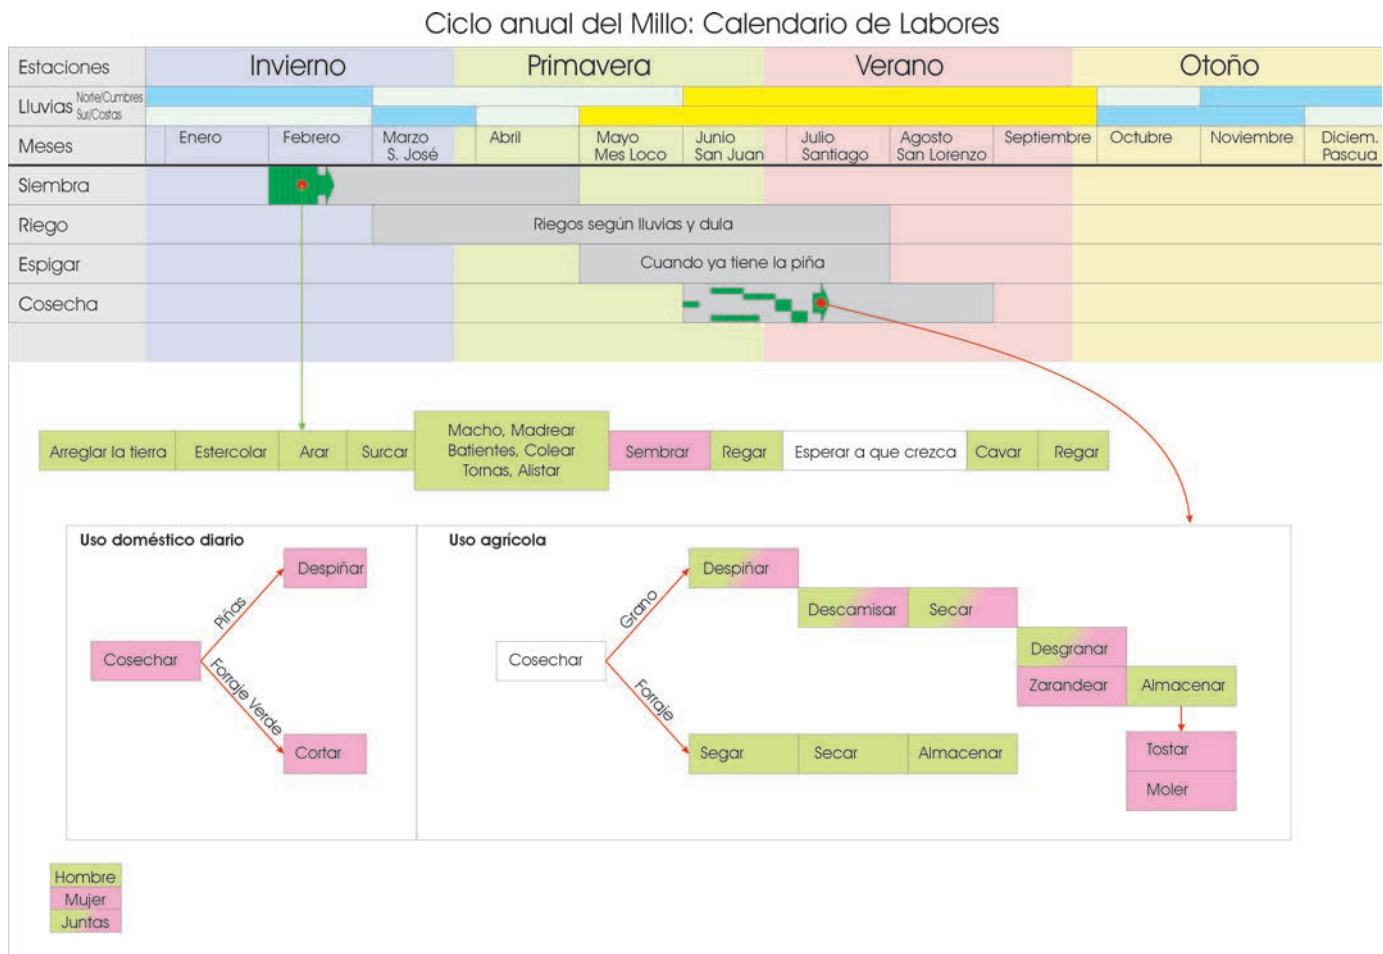 Ciclo anual del Millo: Calendario de Labores
Estaciones
Invierno
Primavera
Verano
Otoño
Lluvias
Norte/Cumbres
Sur/Costas
Meses
Enero
Febrero
Marzo
S. José
Abril
Mayo
Mes Loco
Junio
San Juan
Julio
Santiago
Agosto
San Lorenzo
Septiembre
Octubre
Noviembre
Diciem.
Pascua
Siembra
Riego
Riegos según lluvias y dula
Espigar
Cuando ya tiene la piña
Cosecha
Arreglar la tierra
Estercolar
Arar
Surcar
Macho, Madrear
Batientes, Colear
Tornas, Alistar
Sembrar
Regar
Esperar a que crezca
Cavar
Regar
Uso doméstico diario
Despiñar
Piñas
Cosechar
Forraje Verde
Cortar
Uso agrícola
Despiñar
Grano
Descamisar
Secar
Desgranar
Cosechar
Zarandear
Almacenar
Forraje
Segar
Secar
Almacenar
Tostar
Moler
Hombre
Mujer
Juntas